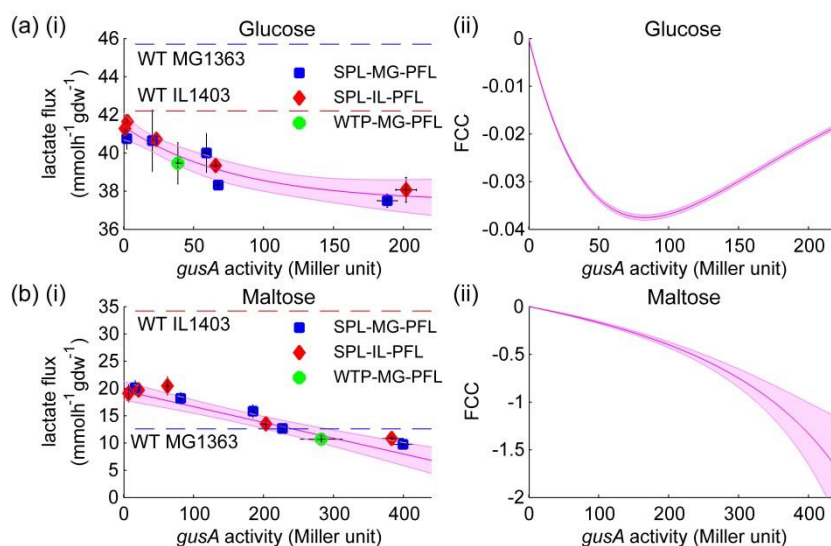 (a) (i) Glucose
46
44
42
40
38
36
lactate flux
(mmolh⁻¹ gdw⁻¹)
WT MG1363
WT IL1403
SPL-MG-PFL
SPL-IL-PFL
WTP-MG-PFL
0 50 100 150 200
gusA activity (Miller unit)
(ii) Glucose
0
-0.01
-0.02
-0.03
-0.04
FCC
0 50 100 150 200
gusA activity (Miller unit)
(b) (i) Maltose
35
30
25
20
15
10
5
0
lactate flux
(mmolh⁻¹ gdw⁻¹)
WT IL1403
SPL-MG-PFL
SPL-IL-PFL
WTP-MG-PFL
WT MG1363
0 100 200 300 400
gusA activity (Miller unit)
(ii) Maltose
0
-0.5
-1
-1.5
-2
FCC
0 100 200 300 400
gusA activity (Miller unit)